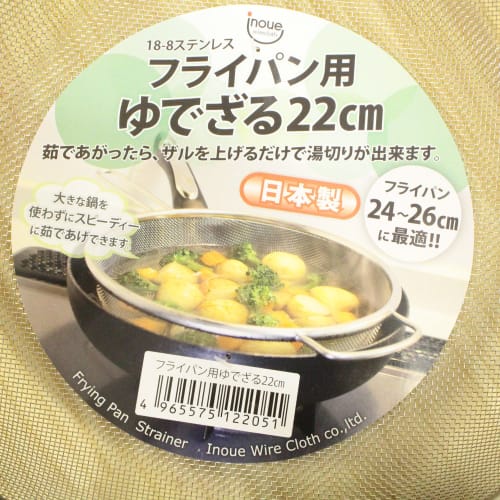 inoue
18-8ステンレス
フライパン用
ゆでざる22cm
茹であがったら、ザルを上げるだけで湯切りが出来ます。
日本製
フライパン
24~26cm
に最適!!
大きな鍋を
使わずにスピーディー
に茹であげできます
フライパン用ゆでざる22cm
4 965575 122051
Frying Pan Strainer . Inoue Wire Cloth co.,ltd.